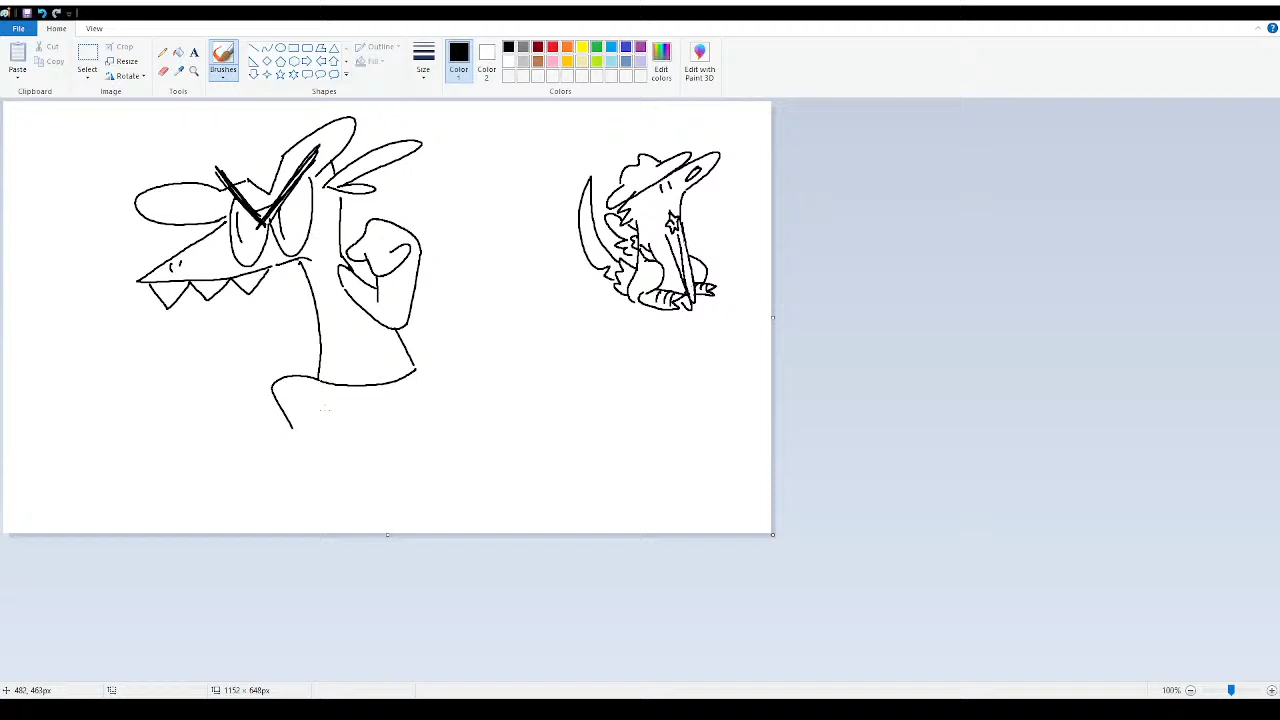 File Home View
Paste Cut Copy Clipboard
Select Crop Resize Rotate Image
A Tools
Brushes
Outline Fill Shapes
Size
Color 1 Color 2 Edit colors Colors
Edit with Paint 3D
482, 463px 1152 × 648px 100%